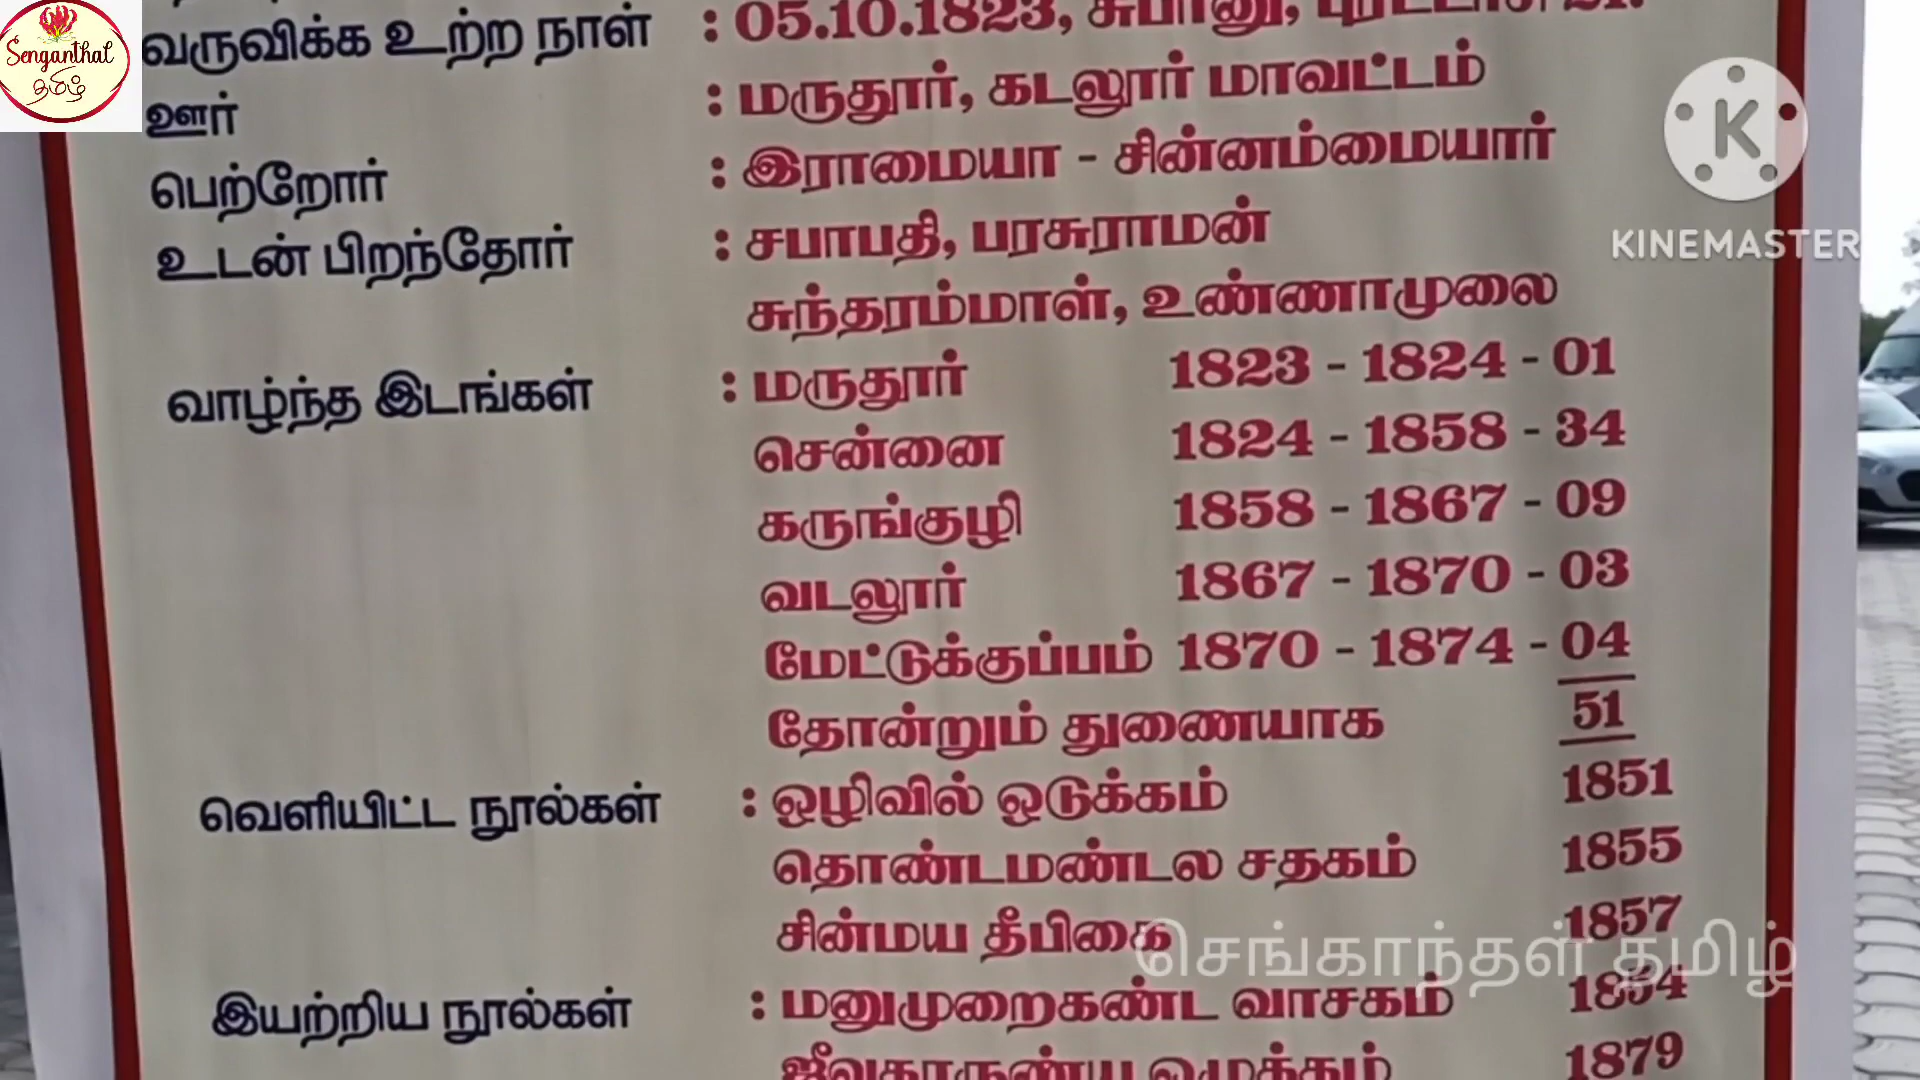 Senganthal
தமிழ்
வருவிக்க உற்ற நாள் : 05.10.1823, சுபானு,
ஊர் : மருதூர், கடலூர் மாவட்டம்
பெற்றோர் : இராமையா - சின்னம்மையார்
உடன் பிறந்தோர் : சபாபதி, பரசுராமன்
சுந்தரம்மாள், உண்ணாமுலை
வாழ்ந்த இடங்கள் : மருதூர் 1823 - 1824 - 01
சென்னை 1824 - 1858 - 34
கருங்குழி 1858 - 1867 - 09
வடலூர் 1867 - 1870 - 03
மேட்டுக்குப்பம் 1870 - 1874 - 04
தோன்றும் துணையாக 51
வெளியிட்ட நூல்கள் : ஒழிவில் ஒடுக்கம் 1851
தொண்டமண்டல சதகம் 1855
சின்மய தீபிகை 1857
இயற்றிய நூல்கள் : மனுமுறைகண்ட வாசகம் 1854
ஜீவகாருண்ய ஒழுக்கம் 1879
K
KINEMASTER
செங்காந்தள் தமிழ்